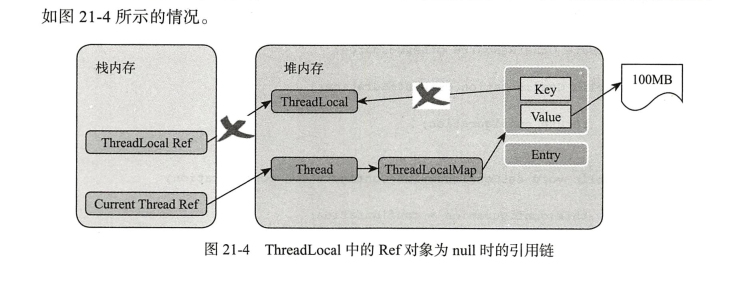 如图 21-4 所示的情况。
栈内存
堆内存
ThreadLocal
Key
Value
100MB
ThreadLocal Ref
Entry
Thread
ThreadLocalMap
Current Thread Ref
图 21-4 ThreadLocal 中的 Ref 对象为 null 时的引用链